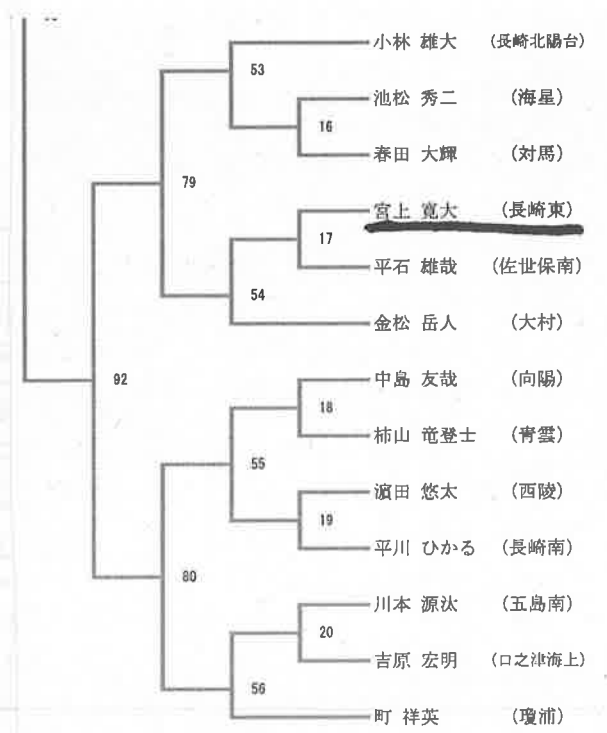 小林 雄大 (長崎北陽台)
53
池松 秀二 (海星)
16
春田 大輝 (対馬)
79
宮上 寛大 (長崎東)
17
平石 雄哉 (佐世保南)
54
金松 岳人 (大村)
92
中島 友哉 (向陽)
18
柿山 竜登士 (青雲)
55
濵田 悠太 (西陵)
19
平川 ひかる (長崎南)
80
川本 源汰 (五島南)
20
吉原 宏明 (口之津海上)
56
町 祥英 (瓊浦)